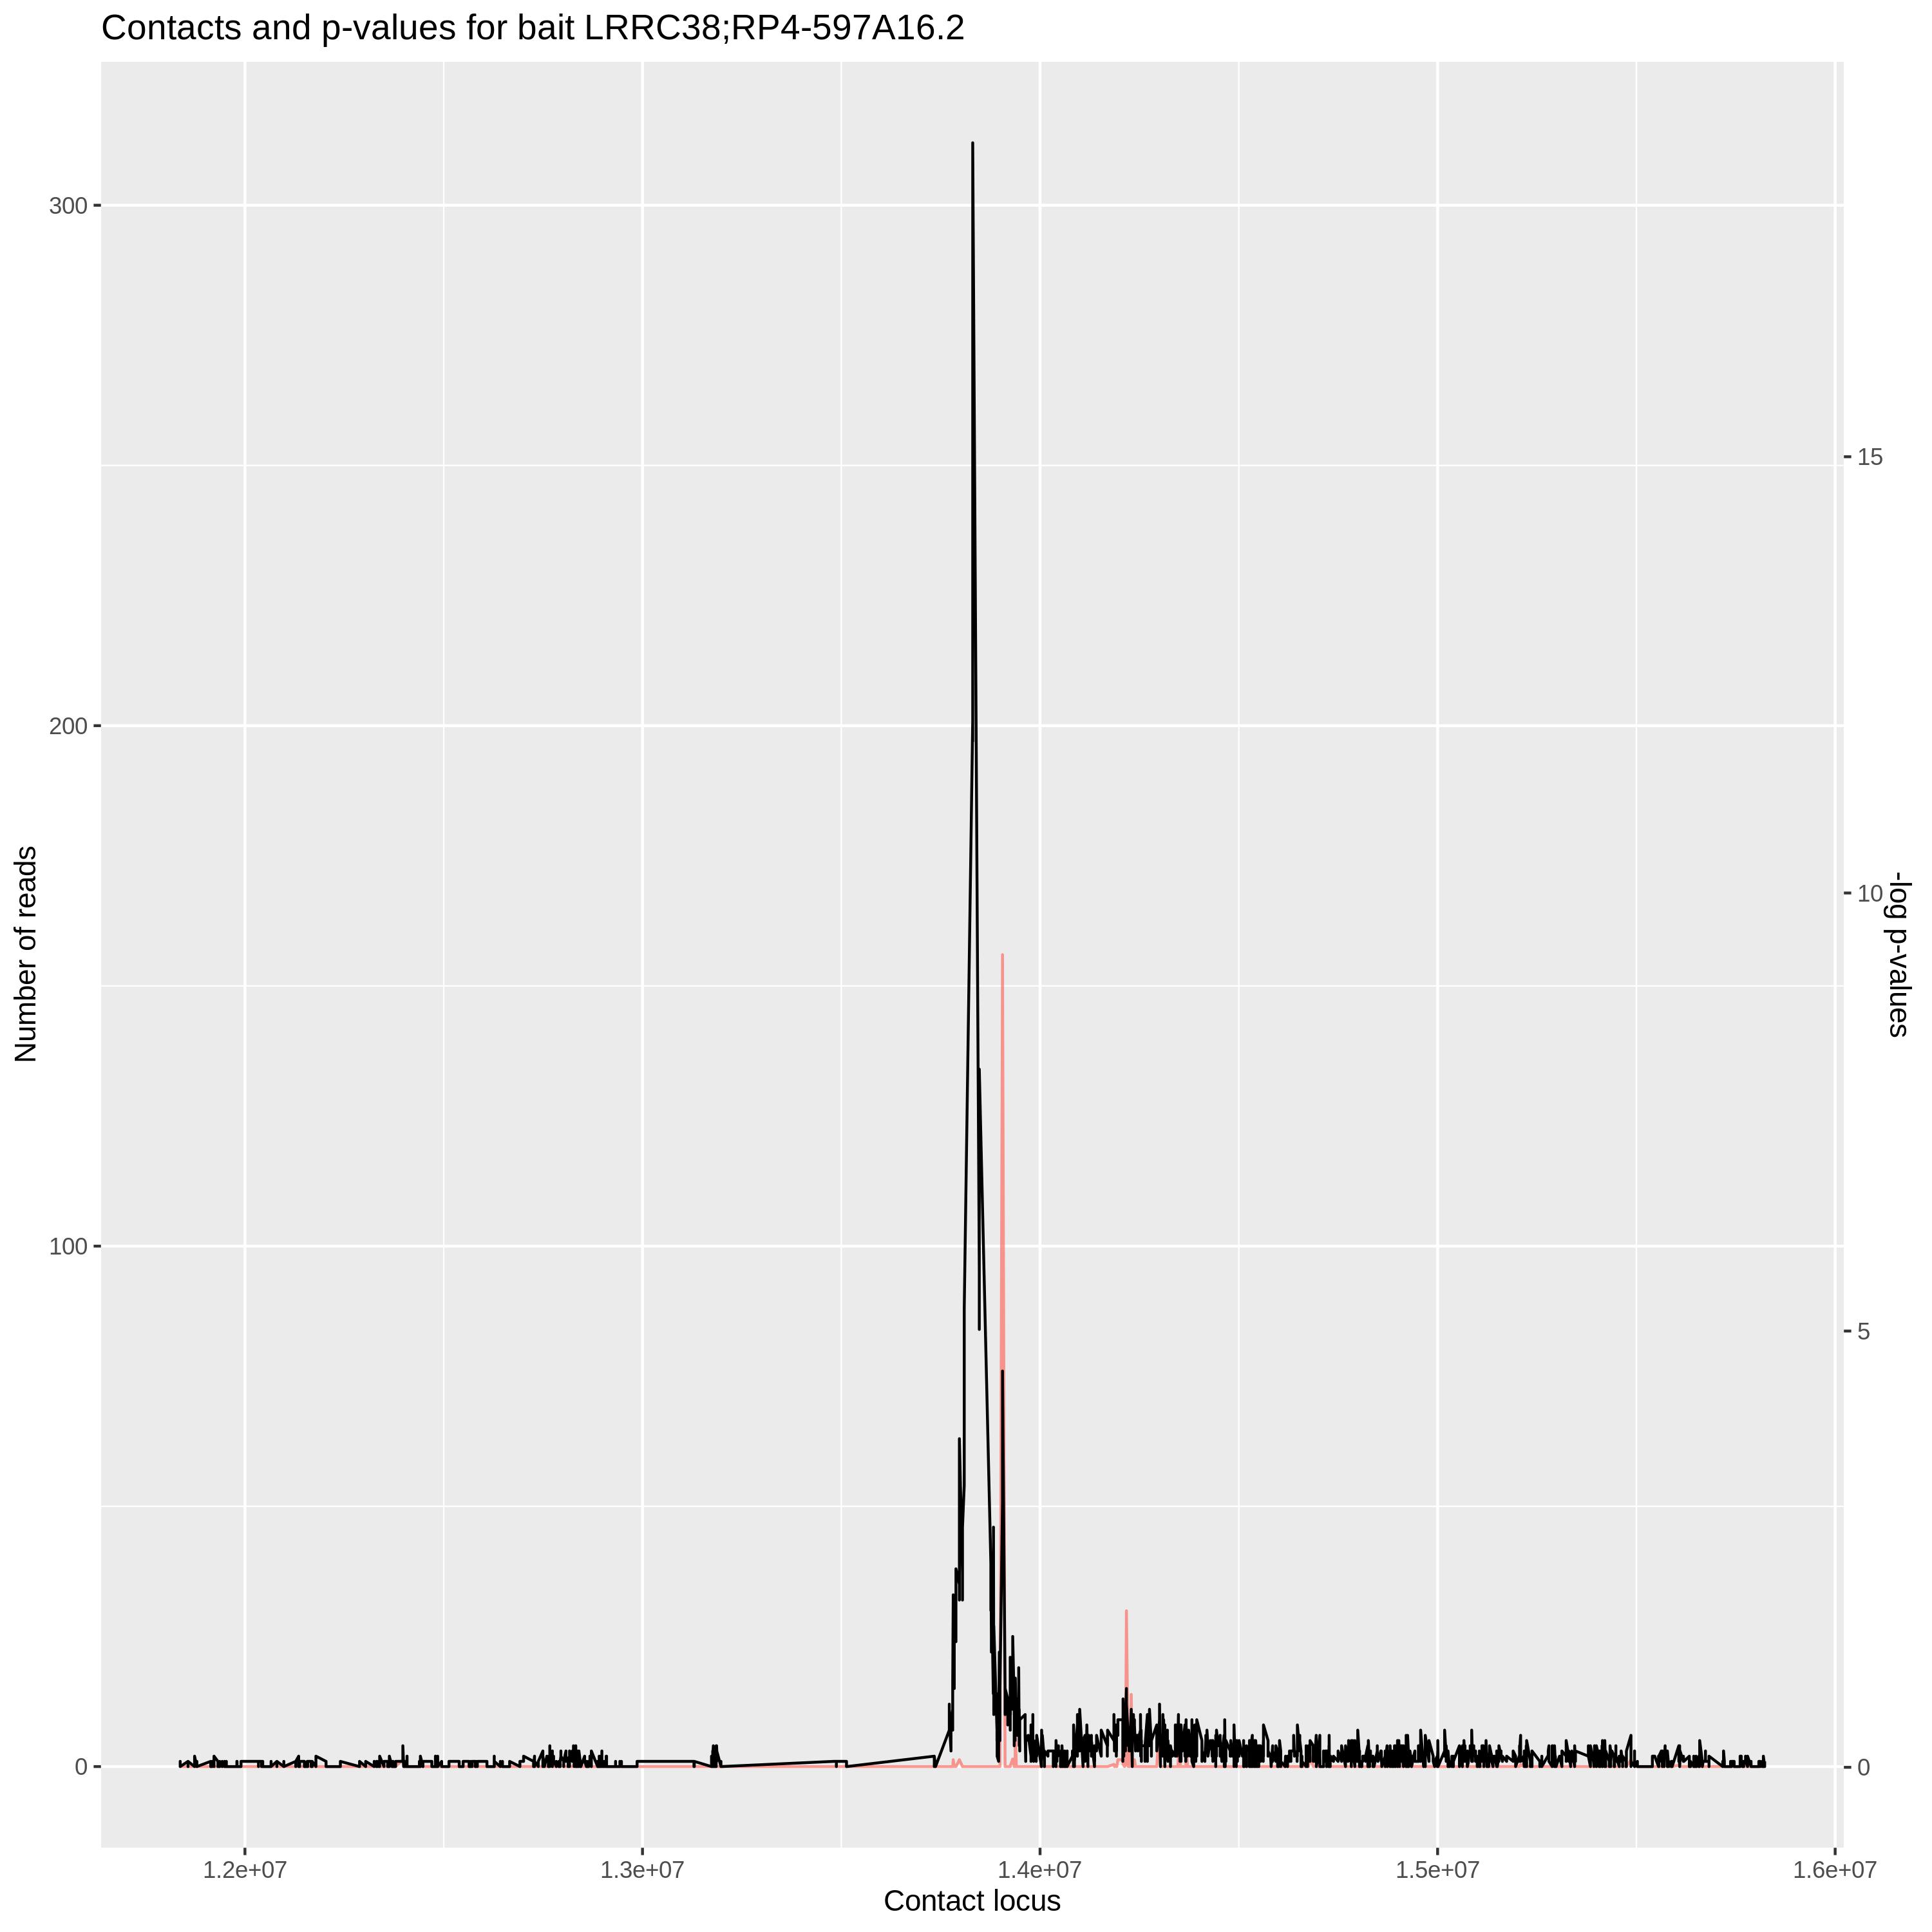 Contacts and p-values for bait LRRC38;RP4-597A16.2
300
200
100
0
Number of reads
15
10
5
0
-log p-values
1.2e+07
1.3e+07
1.4e+07
1.5e+07
1.6e+07
Contact locus